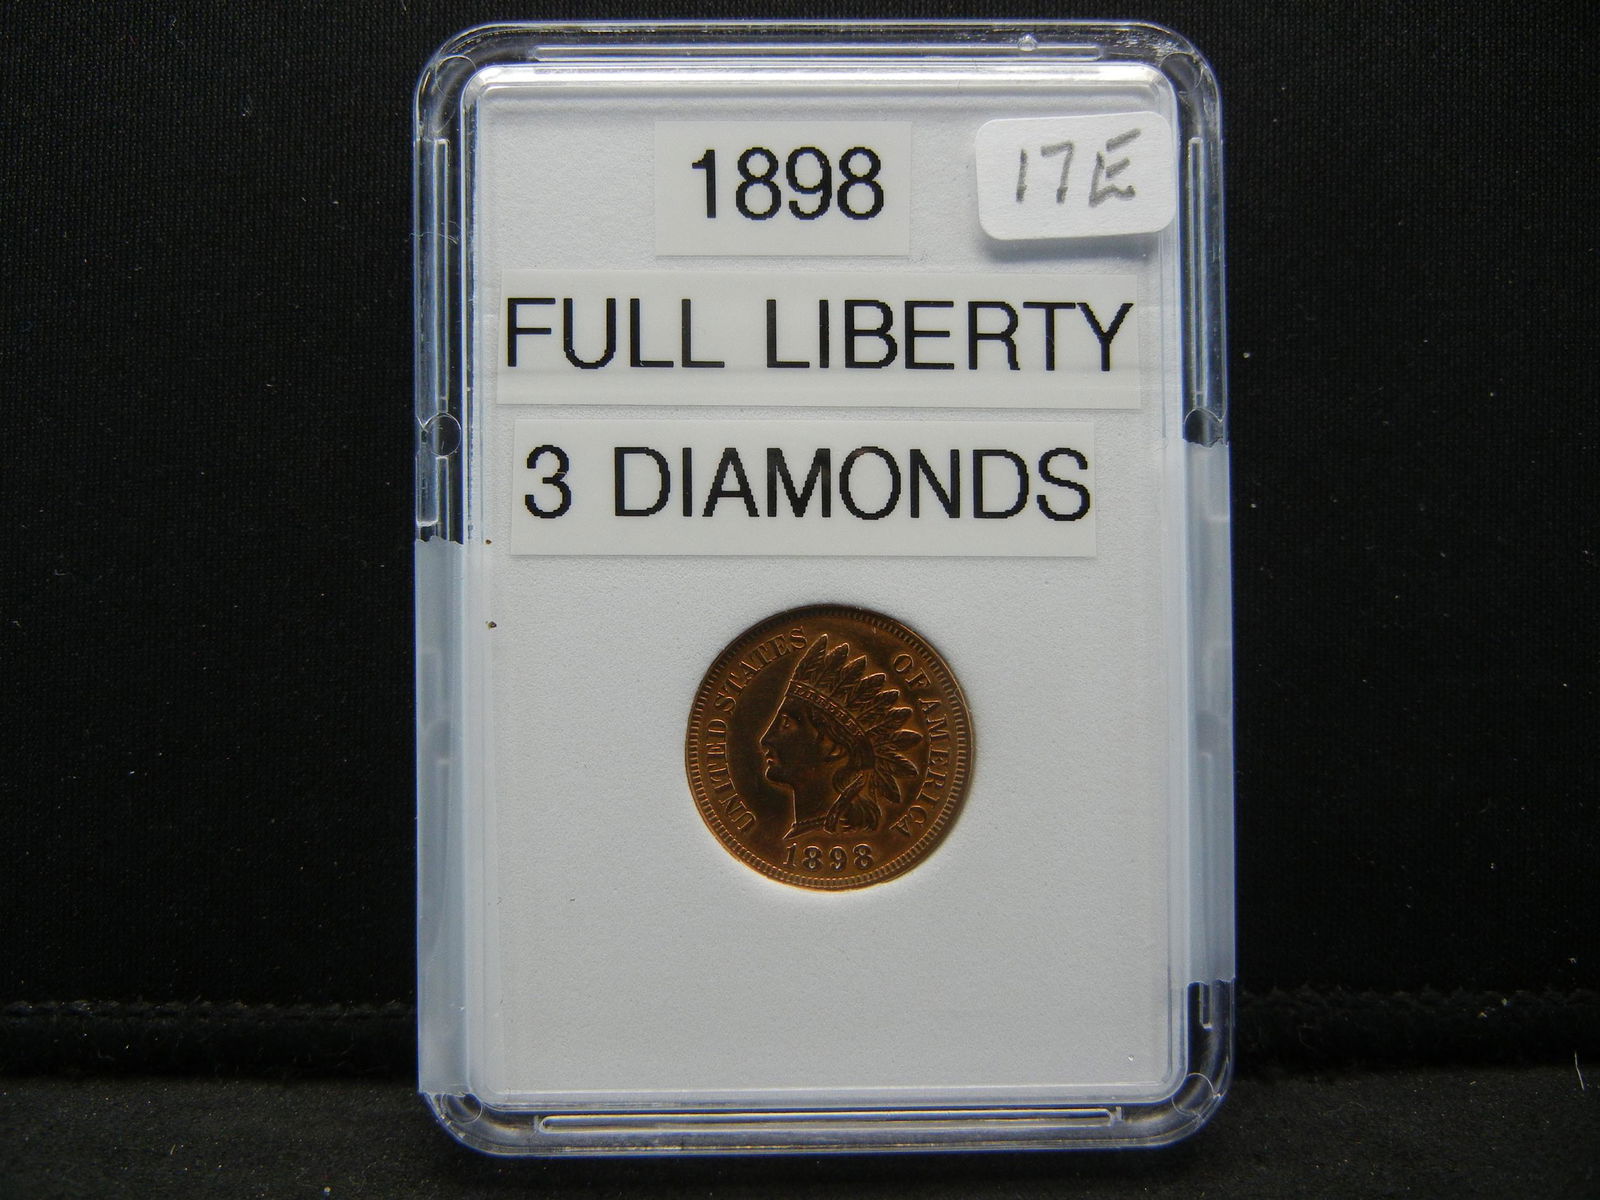 1898
17E
FULL LIBERTY
3 DIAMONDS
UNITED STATES OF AMERICA
LIBERTY
1898